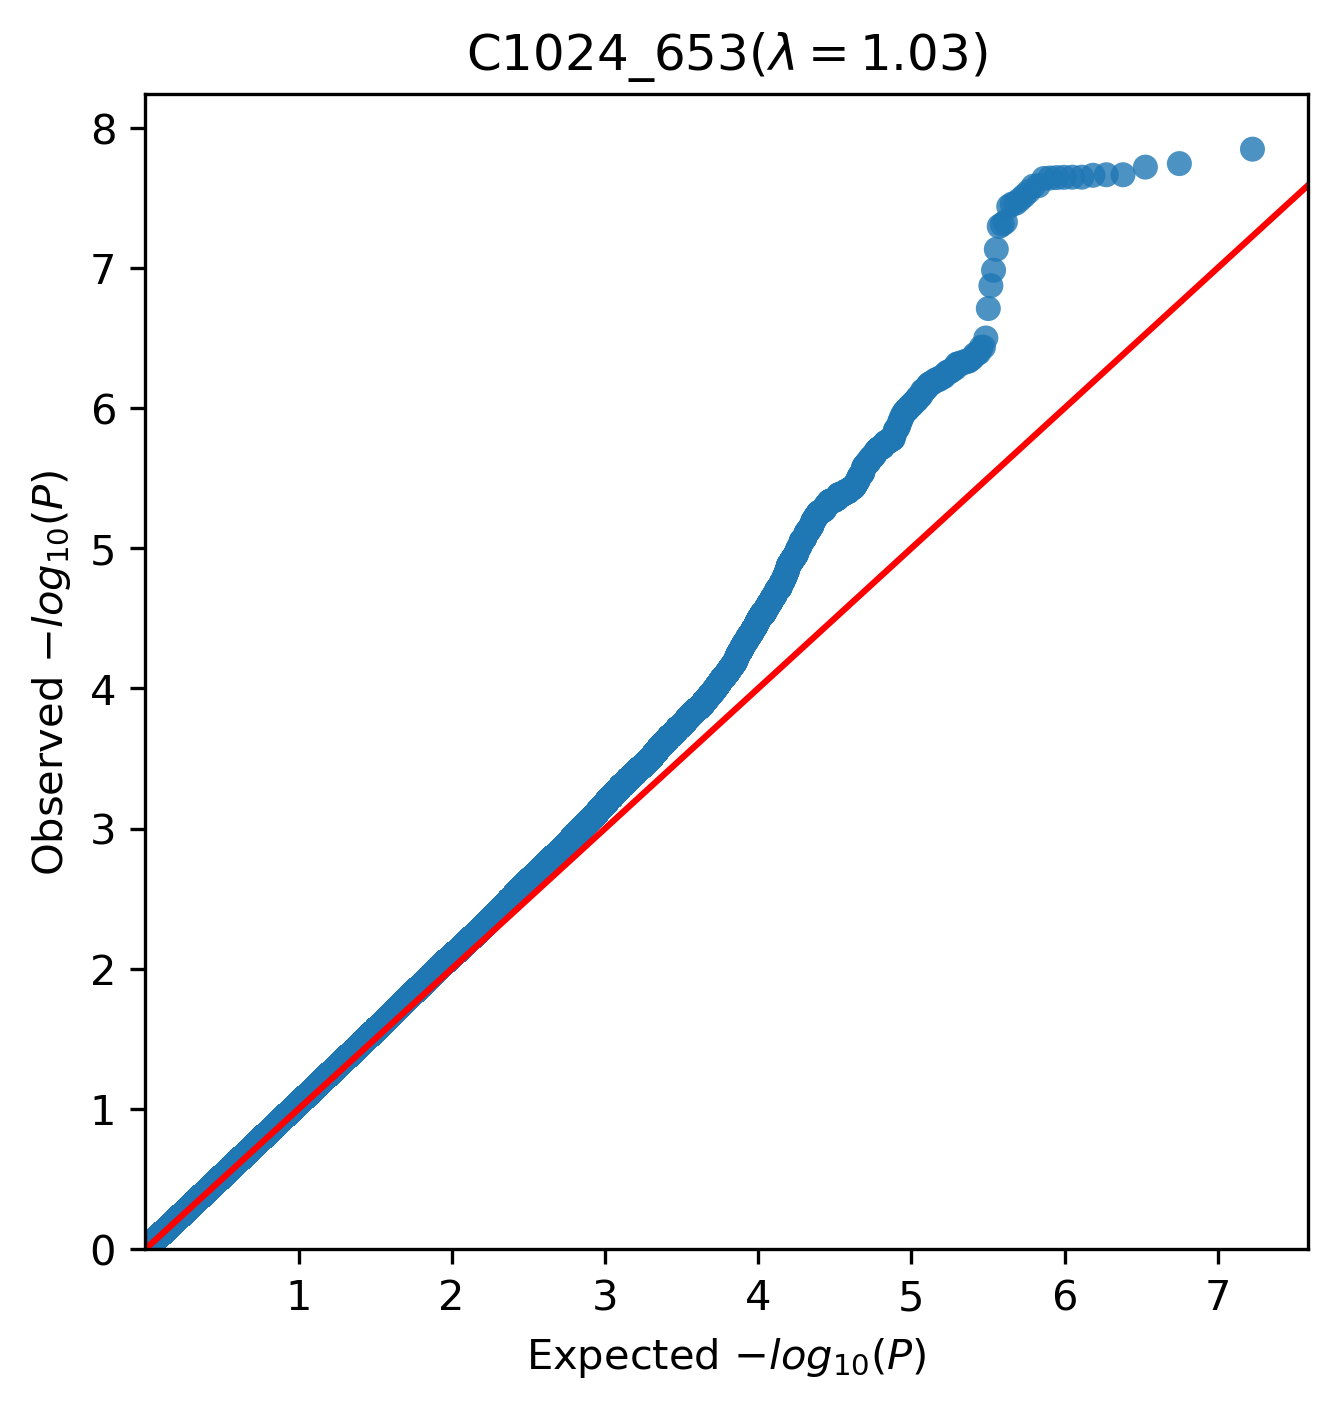 C1024_653(λ = 1.03)
8
7
6
5
4
3
2
1
0
Observed −log₁₀(P)
1 2 3 4 5 6 7
Expected −log₁₀(P)